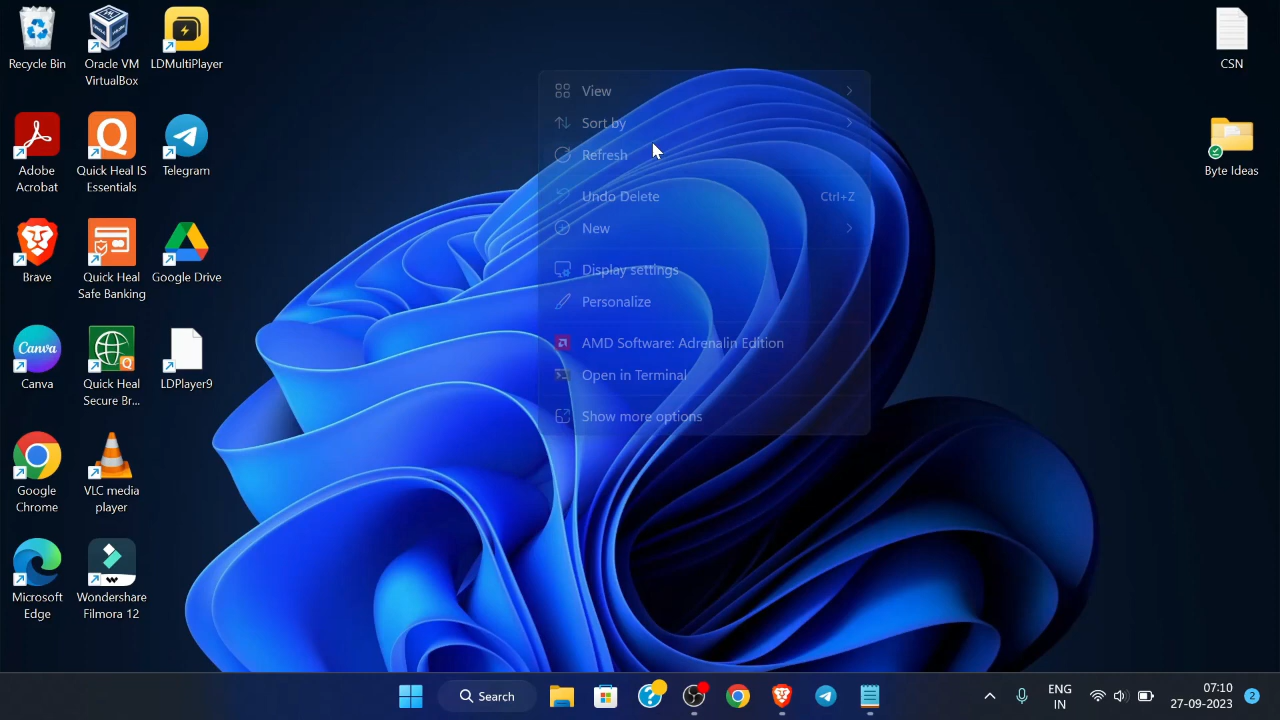 Recycle Bin
Oracle VM
VirtualBox
LDMultiPlayer
Adobe
Acrobat
Quick Heal IS
Essentials
Telegram
Brave
Quick Heal
Safe Banking
Google Drive
Canva
Canva
Quick Heal
Secure Br...
LDPlayer9
Google
Chrome
VLC media
player
Microsoft
Edge
Wondershare
Filmora 12
View
Sort by
Refresh
Undo Delete Ctrl+Z
New
Display settings
Personalize
AMD Software: Adrenalin Edition
Open in Terminal
Show more options
CSN
Byte Ideas
Search
ENG
IN
07:10
27-09-2023
2